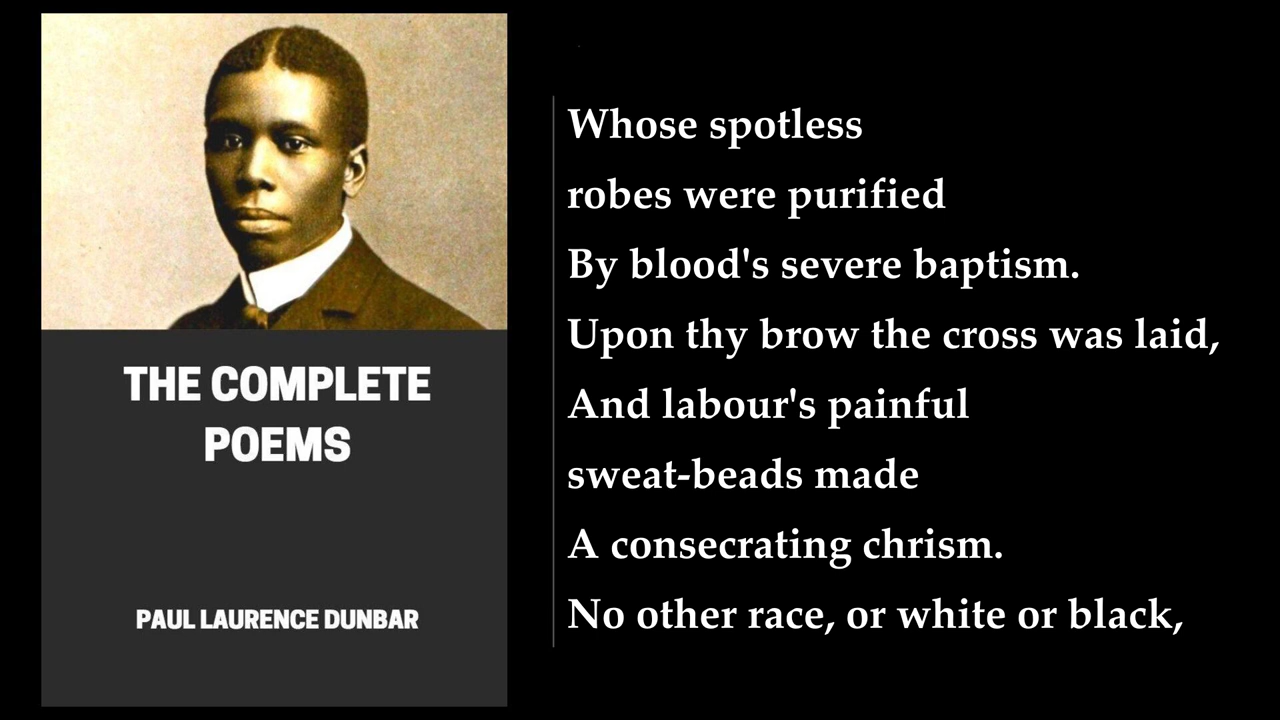 THE COMPLETE
POEMS
PAUL LAURENCE DUNBAR
Whose spotless
robes were purified
By blood's severe baptism.
Upon thy brow the cross was laid,
And labour's painful
sweat-beads made
A consecrating chrism.
No other race, or white or black,